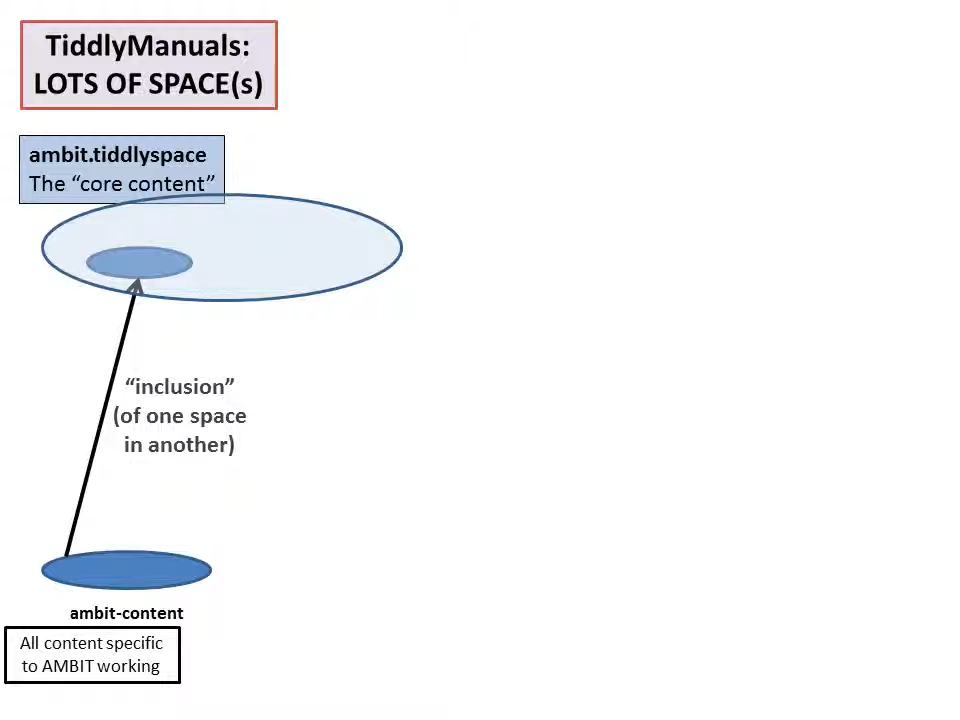 TiddlyManuals:
LOTS OF SPACE(s)
ambit.tiddlyspace
The “core content”
“inclusion”
(of one space
in another)
ambit-content
All content specific
to AMBIT working